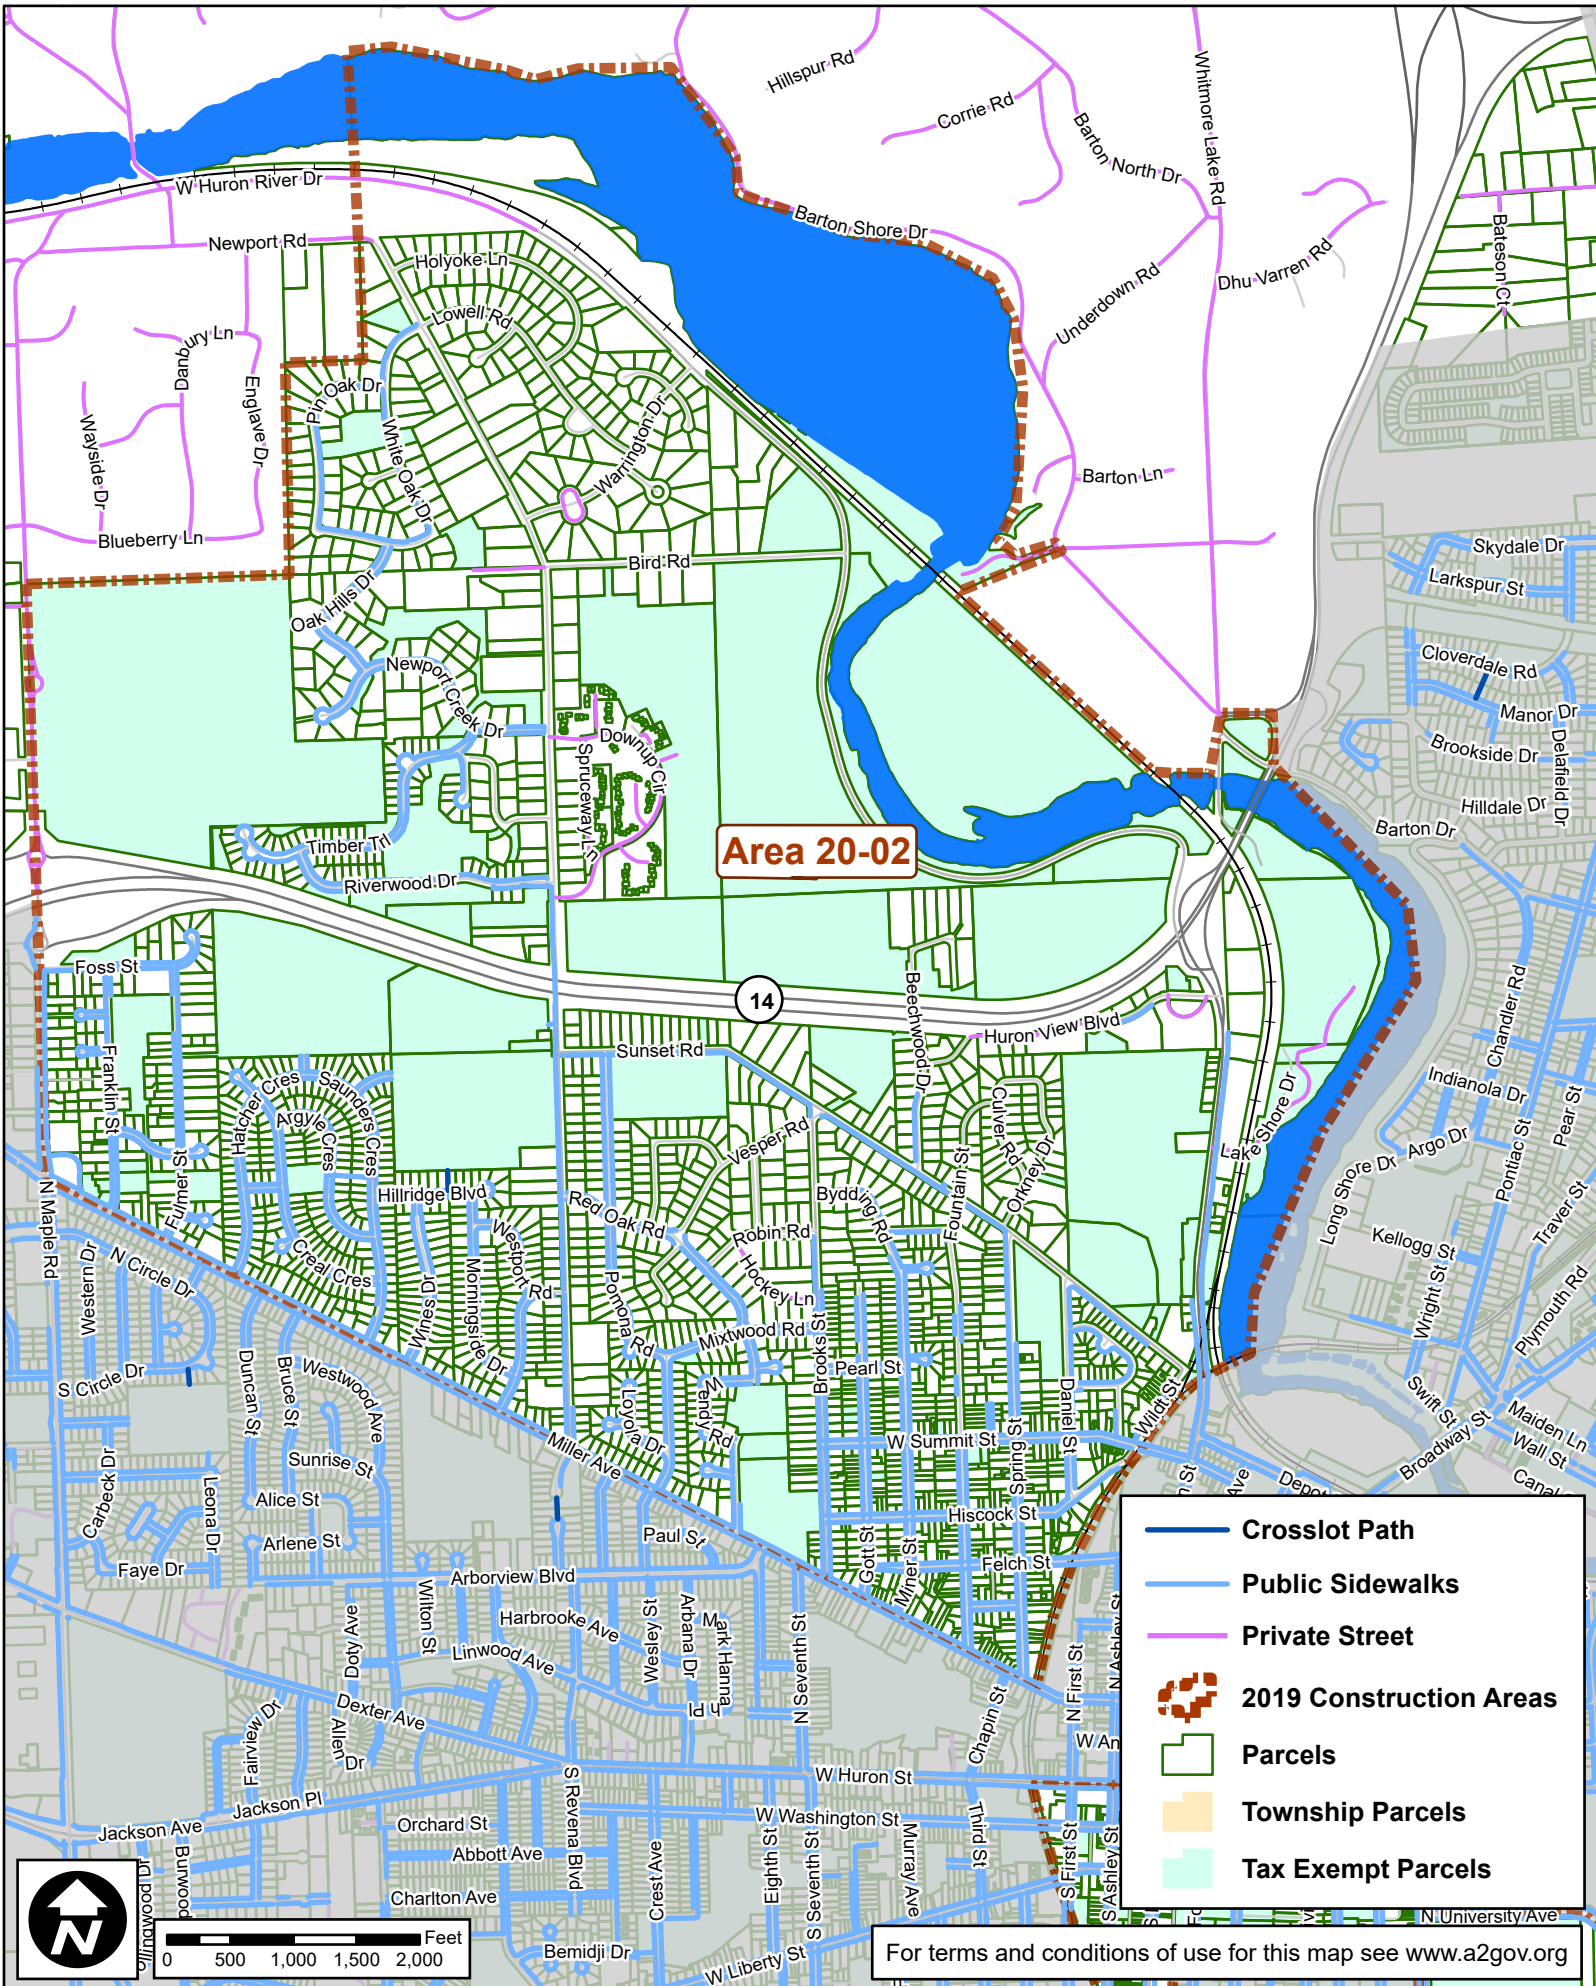 Hillspur Rd
Corrie Rd
Whitmore Lake Rd
Barton North Dr
W Huron River Dr
Newport Rd
Holyoke Ln
Barton Shore Dr
Bateson Ct
Dhu Varren Rd
Underdown Rd
Lowell Rd
Danbury Ln
Englave Dr
Pin Oak Dr
Wayside Dr
White Oak Dr
Warrington Dr
Barton Ln
Blueberry Ln
Bird Rd
Skydale Dr
Larkspur St
Oak Hills Dr
Newport Creek Dr
Cloverdale Rd
Manor Dr
Brookside Dr
Delafield Dr
Downup Cir
Spruceway Ln
Hilldale Dr
Barton Dr
Timber Trl
Area 20-02
Riverwood Dr
Foss St
14
Beechwood Dr
Huron View Blvd
Chandler Rd
Sunset Rd
Franklin St
Hatcher Cres
Saunders Cres
Argyle Cres
Culver Rd
Lake Shore Dr
Indianola Dr
Pear St
Vesper Rd
Argo Dr
Pontiac St
Fulmer St
N Maple Rd
Hillridge Blvd
Red Oak Rd
Bydding Rd
Fountain St
Orkney Dr
Long Shore Dr
Traver St
Western Dr
N Circle Dr
Creal Cres
Westport Rd
Robin Rd
Hockey Ln
Kellogg St
Wines Dr
Morningside Dr
Pomona Rd
Mixtwood Rd
Brooks St
Wright St
Plymouth Rd
S Circle Dr
Duncan St
Bruce St
Westwood Ave
Pearl St
Daniel St
Wildt St
Swift St
Maiden Ln
Wall St
Broadway St
Canal
Loyola Dr
Wendy Rd
Miller Ave
W Summit St
Spring St
Sunrise St
Carbeck Dr
Leona Dr
Alice St
Arlene St
Faye Dr
Paul St
Hiscock St
Gott St
Miner St
Felch St
n St
Ave
Depot
Arborview Blvd
Wilton St
Harbrooke Ave
Wesley St
Arbana Dr
Mark Hannah Pl
N Seventh St
Doty Ave
Linwood Ave
Dexter Ave
Fairview Dr
Allen Dr
Chapin St
N First St
N Ashley St
W An
W Huron St
Jackson Pl
Jackson Ave
Orchard St
Abbott Ave
Charlton Ave
S Revena Blvd
Crest Ave
W Washington St
Eighth St
S Seventh St
Murray Ave
Third St
S First St
S Ashley St
Bemidji Dr
W Liberty St
N University Ave
Crosslot Path
Public Sidewalks
Private Street
2019 Construction Areas
Parcels
Township Parcels
Tax Exempt Parcels
N
0 500 1,000 1,500 2,000
Feet
For terms and conditions of use for this map see www.a2gov.org